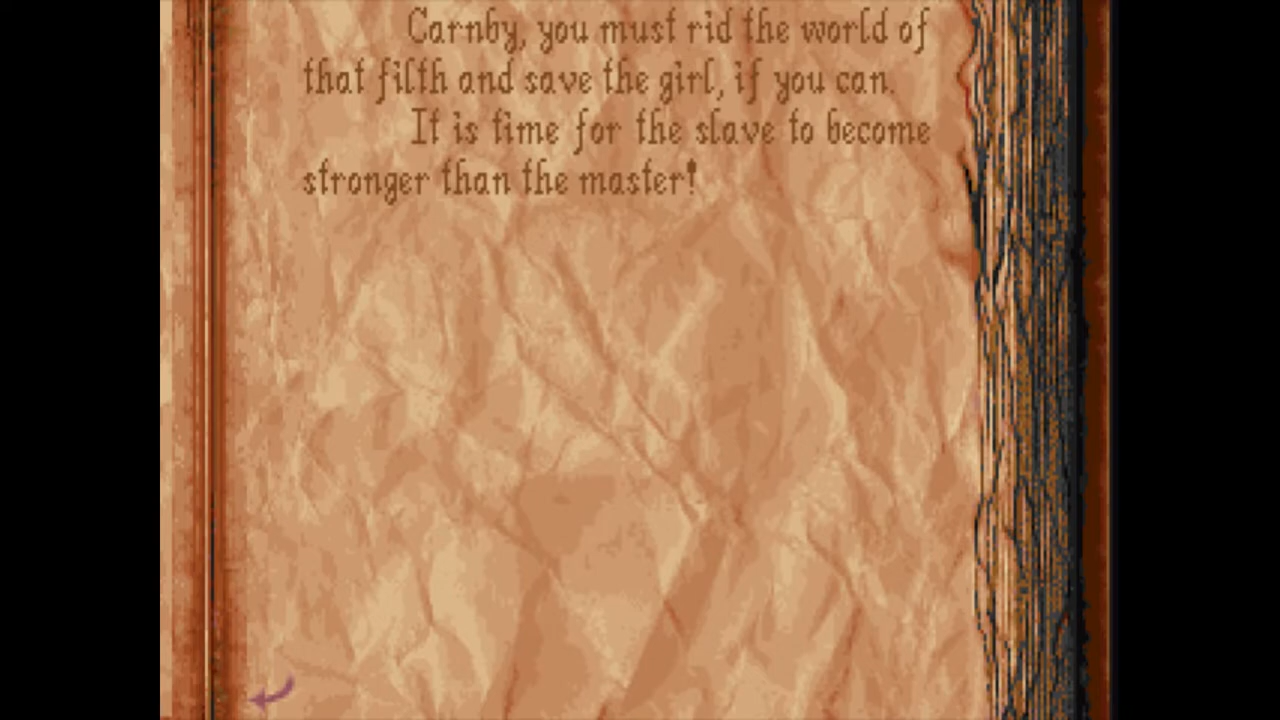 Carnby, you must rid the world of
that filth and save the girl, if you can.
It is time for the slave to become
stronger than the master!